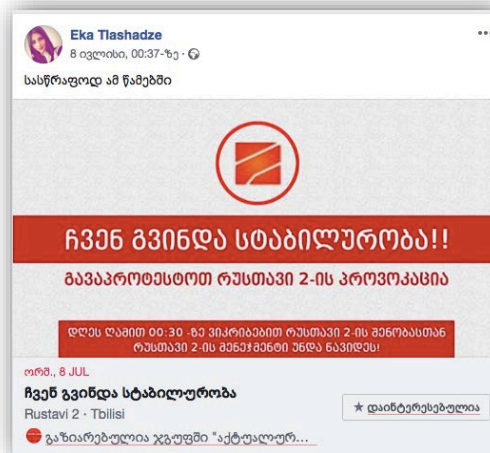 Eka Tlashadze
8 ივლისი, 00:37-ზე ·
სასწრაფოდ ამ წამებში
ჩვენ გვინდა სტაბილურობა!!
გავაპროტესტოთ რუსთავი 2-ის პროვოკაცია
დღეს ღამით 00:30 -ზე ვიკრიბებით რუსთავი 2-ის შენობასთან
რუსთავი 2-ის მენეჯმენტი უნდა წავიდეს!
ორშ., 8 JUL
ჩვენ გვინდა სტაბილურობა
Rustavi 2 · Tbilisi
★ დაინტერესებულია
გაზიარებულია ჯგუფში "აქტუალურ...